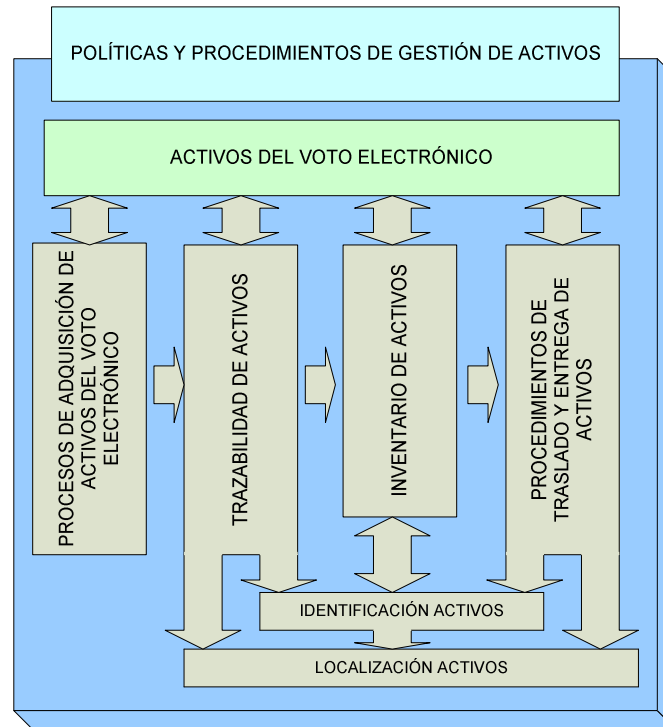 POLÍTICAS Y PROCEDIMIENTOS DE GESTIÓN DE ACTIVOS
ACTIVOS DEL VOTO ELECTRÓNICO
PROCESOS DE ADQUISICIÓN DE
ACTIVOS DEL VOTO
ELECTRÓNICO
TRAZABILIDAD DE ACTIVOS
INVENTARIO DE ACTIVOS
PROCEDIMIENTOS DE
TRASLADO Y ENTREGA DE
ACTIVOS
IDENTIFICACIÓN ACTIVOS
LOCALIZACIÓN ACTIVOS